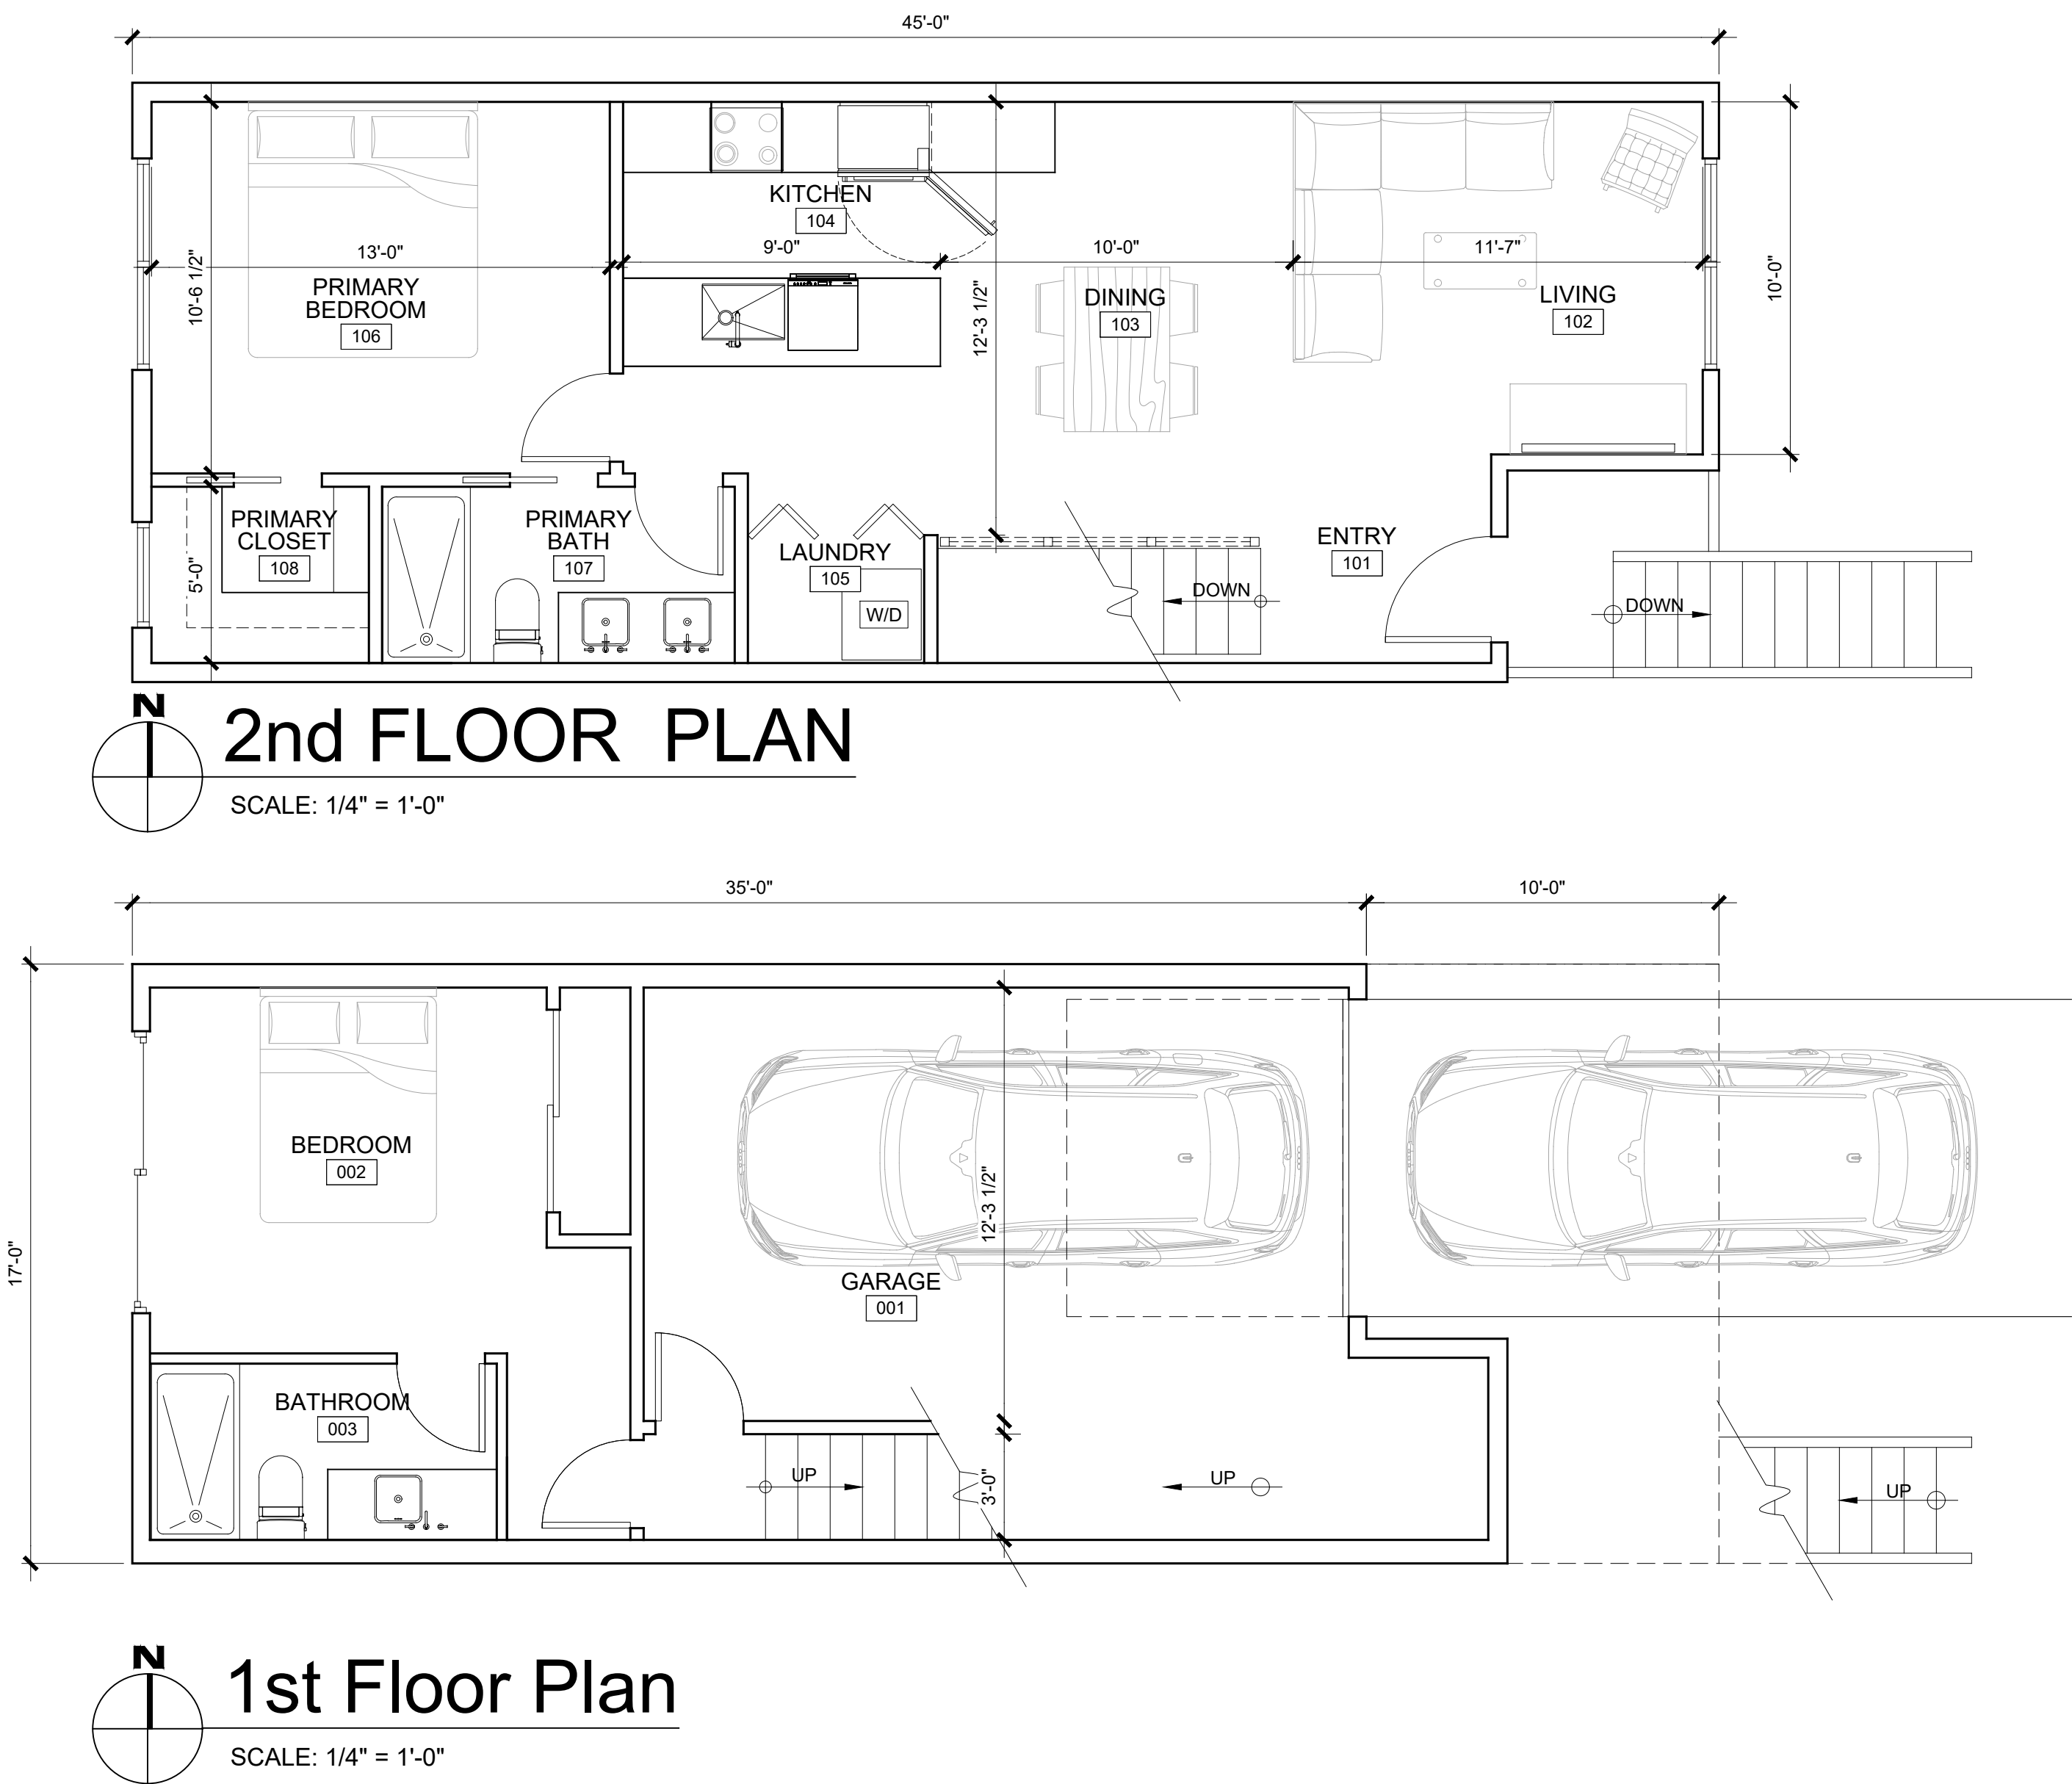 45'-0"
KITCHEN
104
13'-0"
9'-0"
10'-0"
11'-7"
10'-6 1/2"
12'-3 1/2"
10'-0"
PRIMARY
BEDROOM
106
DINING
103
LIVING
102
PRIMARY
CLOSET
108
5'-0"
PRIMARY
BATH
107
LAUNDRY
105
W/D
ENTRY
101
DOWN
DOWN
N
2nd FLOOR PLAN
SCALE: 1/4" = 1'-0"
35'-0"
10'-0"
17'-0"
BEDROOM
002
12'-3 1/2"
GARAGE
001
BATHROOM
003
UP
3'-0"
UP
UP
N
1st Floor Plan
SCALE: 1/4" = 1'-0"